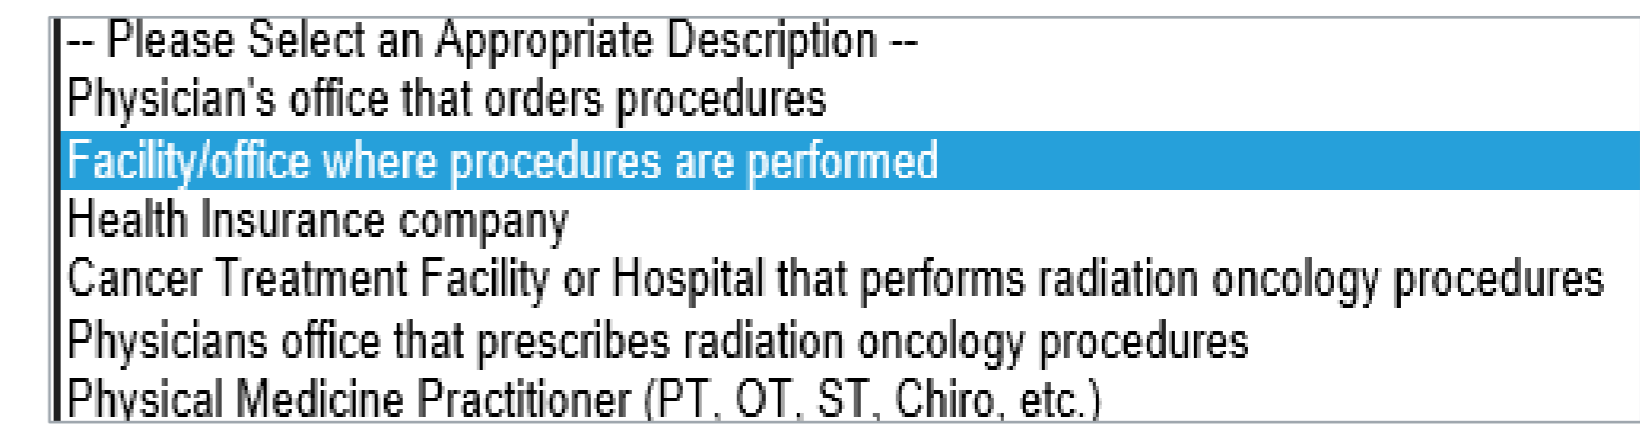 -- Please Select an Appropriate Description --
Physician's office that orders procedures
Facility/office where procedures are performed
Health Insurance company
Cancer Treatment Facility or Hospital that performs radiation oncology procedures
Physicians office that prescribes radiation oncology procedures
Physical Medicine Practitioner (PT, OT, ST, Chiro, etc.)